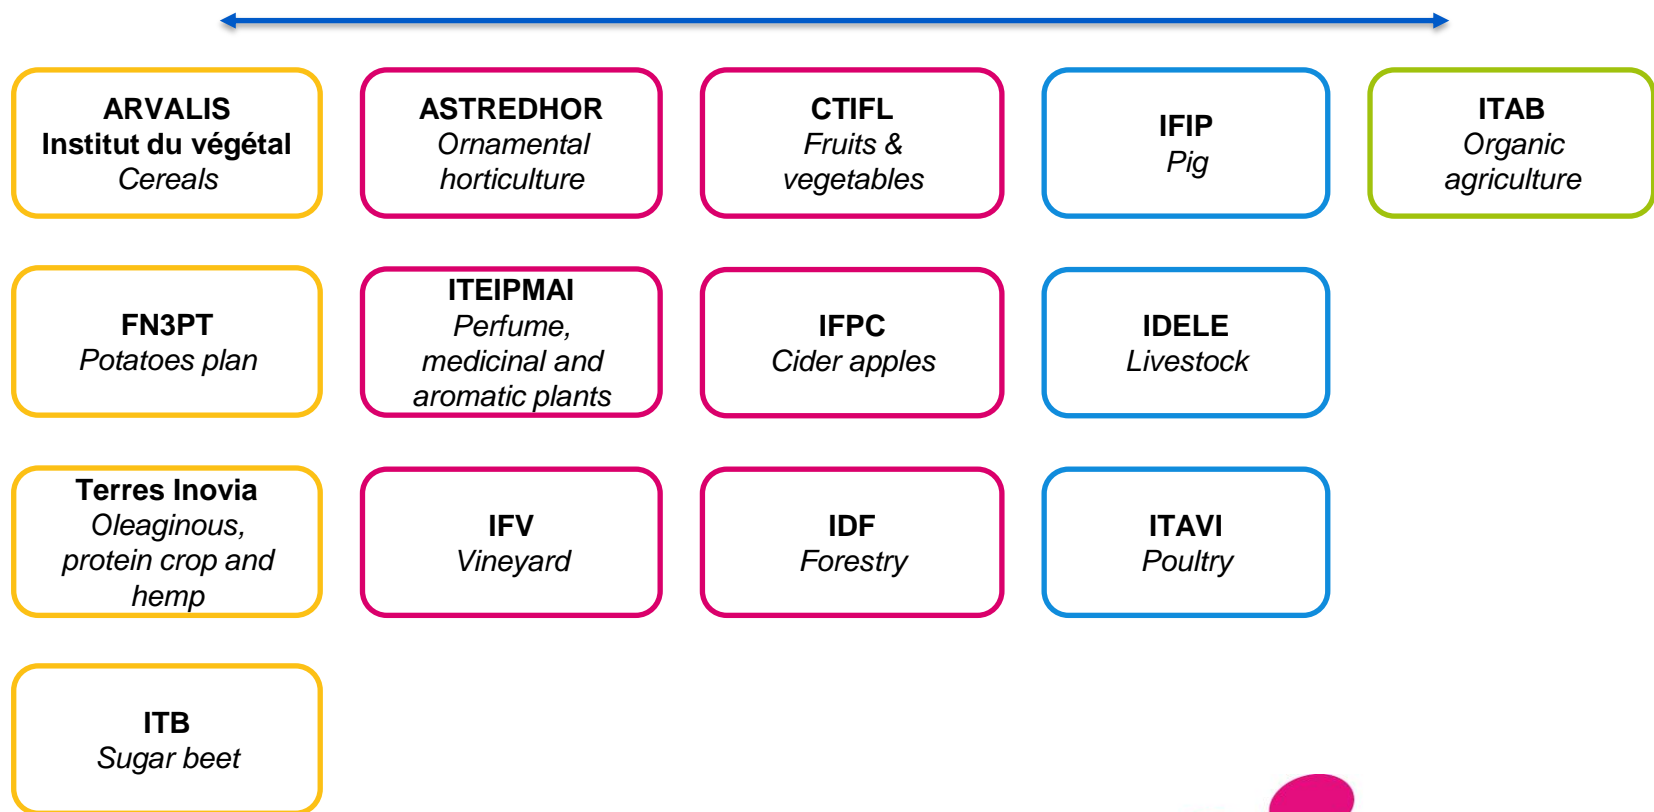 ARVALIS
Institut du végétal
Cereals
ASTREDHOR
Ornamental
horticulture
CTIFL
Fruits &
vegetables
IFIP
Pig
ITAB
Organic
agriculture
FN3PT
Potatoes plan
ITEIPMAI
Perfume,
medicinal and
aromatic plants
IFPC
Cider apples
IDELE
Livestock
Terres Inovia
Oleaginous,
protein crop and
hemp
IFV
Vineyard
IDF
Forestry
ITAVI
Poultry
ITB
Sugar beet